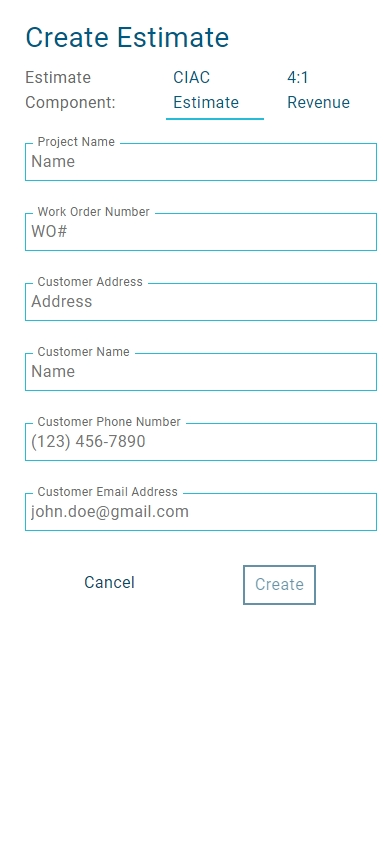 Create Estimate
Estimate Component:
CIAC Estimate
4:1 Revenue
Project Name
Name
Work Order Number
WO#
Customer Address
Address
Customer Name
Name
Customer Phone Number
(123) 456-7890
Customer Email Address
john.doe@gmail.com
Cancel
Create